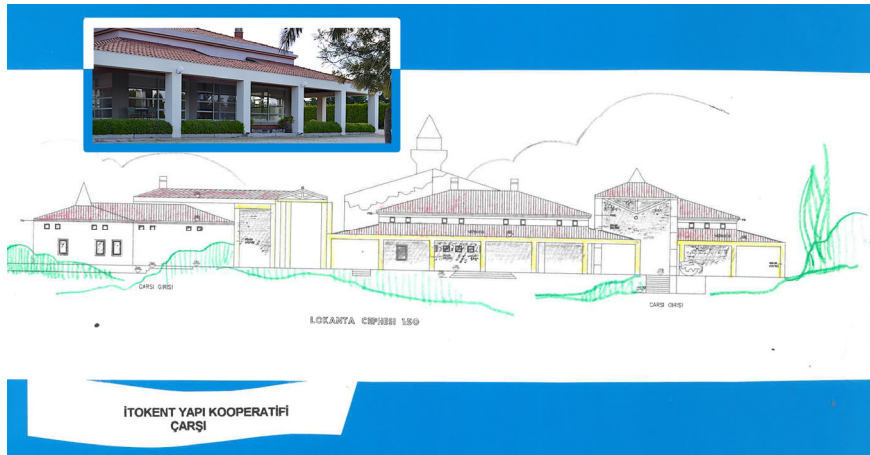 ÇARŞI GİRİŞİ
ÇARŞI GİRİŞİ
LOKANTA CEPHESİ 1:50
İTOKENT YAPI KOOPERATİFİ
ÇARŞI